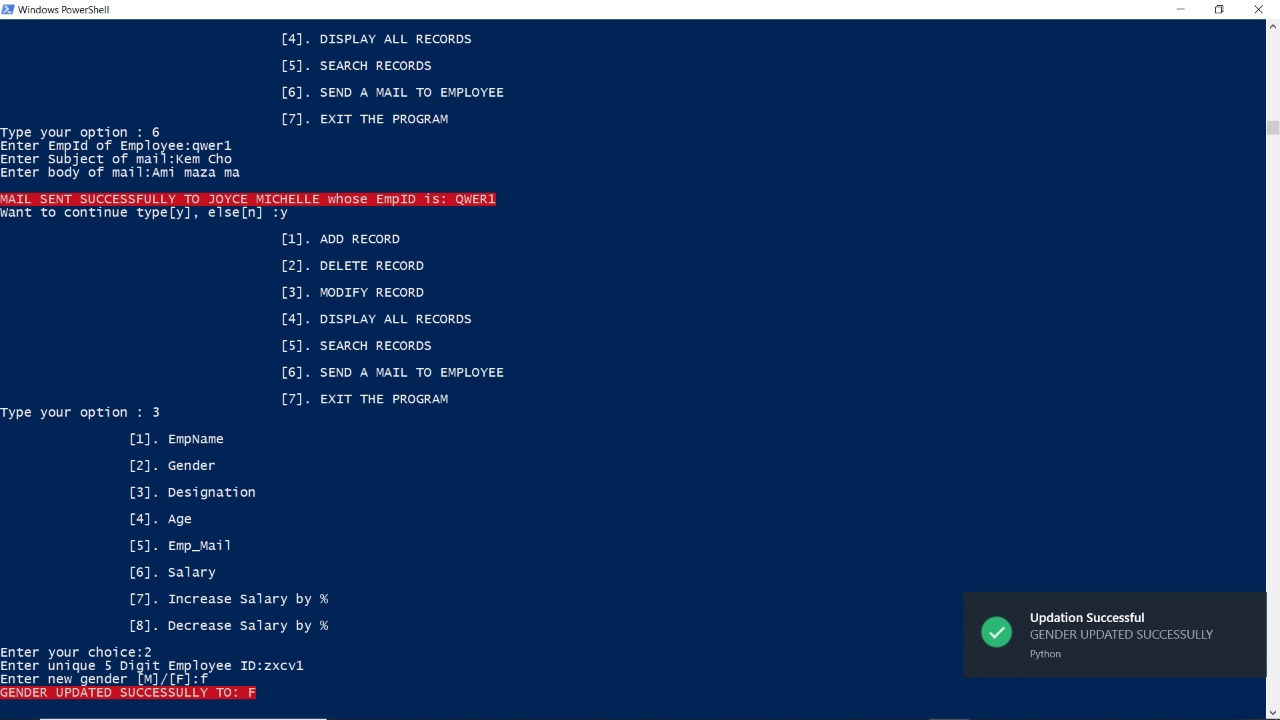 Windows PowerShell
[4]. DISPLAY ALL RECORDS
[5]. SEARCH RECORDS
[6]. SEND A MAIL TO EMPLOYEE
[7]. EXIT THE PROGRAM
Type your option : 6
Enter EmpId of Employee:qwer1
Enter Subject of mail:Kem Cho
Enter body of mail:Ami maza ma
MAIL SENT SUCCESSFULLY TO JOYCE MICHELLE whose EmpID is: QWER1
Want to continue type[y], else[n] :y
[1]. ADD RECORD
[2]. DELETE RECORD
[3]. MODIFY RECORD
[4]. DISPLAY ALL RECORDS
[5]. SEARCH RECORDS
[6]. SEND A MAIL TO EMPLOYEE
[7]. EXIT THE PROGRAM
Type your option : 3
[1]. EmpName
[2]. Gender
[3]. Designation
[4]. Age
[5]. Emp_Mail
[6]. Salary
[7]. Increase Salary by %
[8]. Decrease Salary by %
Enter your choice:2
Enter unique 5 Digit Employee ID:zxcv1
Enter new gender [M]/[F]:f
GENDER UPDATED SUCCESSULLY TO: F
Updation Successful
GENDER UPDATED SUCCESSULLY
Python